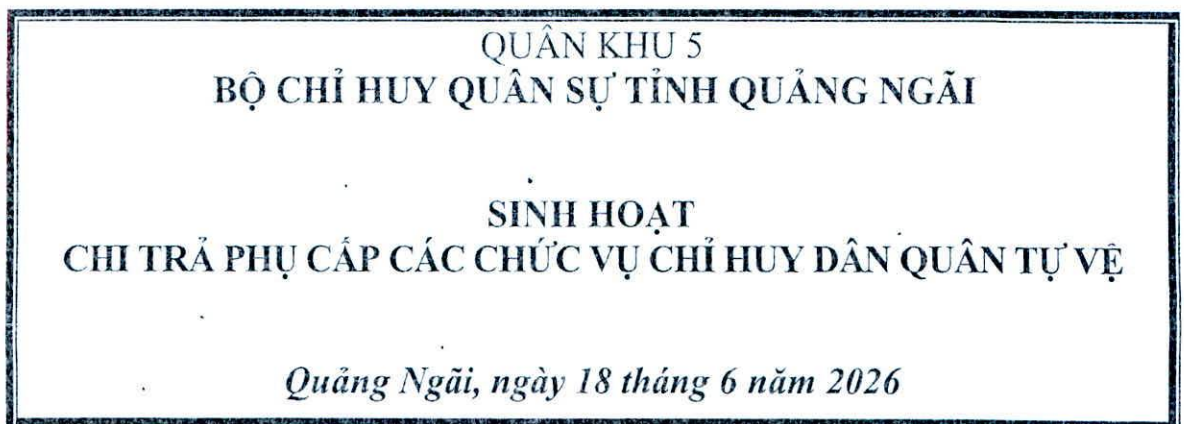 QUÂN KHU 5
BỘ CHỈ HUY QUÂN SỰ TỈNH QUẢNG NGÃI
SINH HOẠT
CHI TRẢ PHỤ CẤP CÁC CHỨC VỤ CHỈ HUY DÂN QUÂN TỰ VỆ
Quảng Ngãi, ngày 18 tháng 6 năm 2026